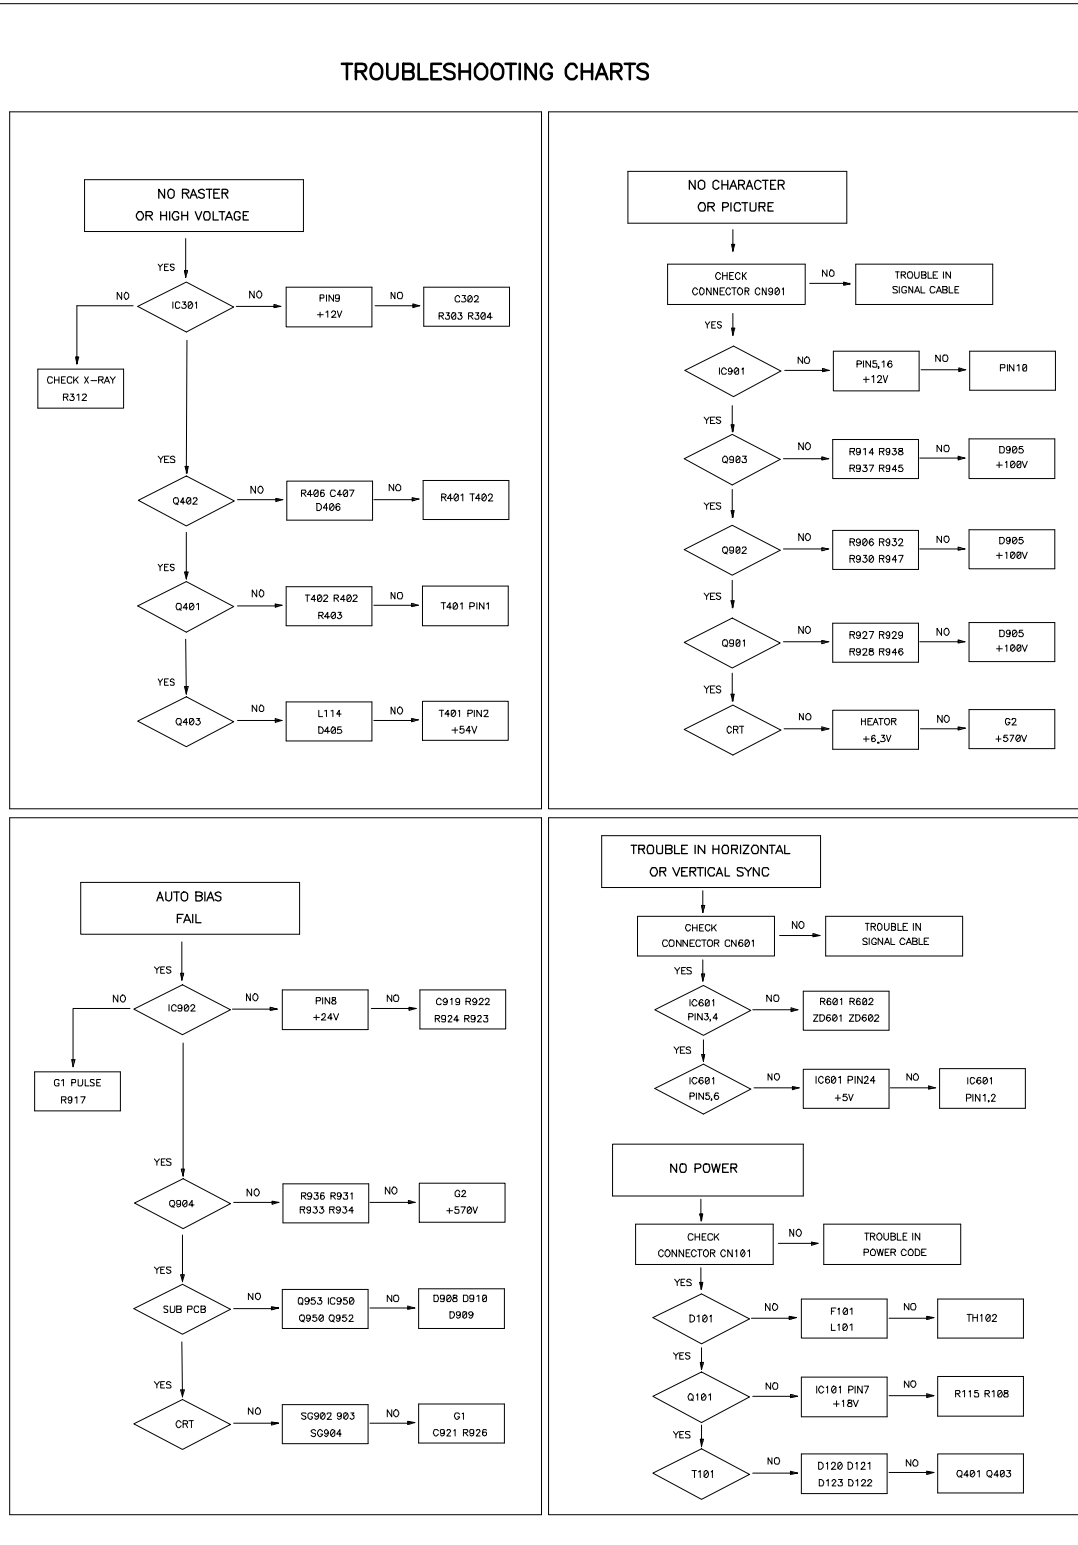 TROUBLESHOOTING CHARTS
NO RASTER
OR HIGH VOLTAGE
YES
NO
IC301
NO
PIN9
+12V
NO
C302
R303 R304
CHECK X-RAY
R312
YES
Q402
NO
R406 C407
D406
NO
R401 T402
YES
Q401
NO
T402 R402
R403
NO
T401 PIN1
YES
Q403
NO
L114
D405
NO
T401 PIN2
+54V
NO CHARACTER
OR PICTURE
CHECK
CONNECTOR CN901
NO
TROUBLE IN
SIGNAL CABLE
YES
IC901
NO
PIN5,16
+12V
NO
PIN10
YES
Q903
NO
R914 R938
R937 R945
NO
D905
+100V
YES
Q902
NO
R906 R932
R930 R947
NO
D905
+100V
YES
Q901
NO
R927 R929
R928 R946
NO
D905
+100V
YES
CRT
NO
HEATOR
+6.3V
NO
G2
+570V
AUTO BIAS
FAIL
YES
NO
IC902
NO
PIN8
+24V
NO
C919 R922
R924 R923
G1 PULSE
R917
YES
Q904
NO
R936 R931
R933 R934
NO
G2
+570V
YES
SUB PCB
NO
Q953 IC950
Q950 Q952
NO
D908 D910
D909
YES
CRT
NO
SG902 903
SG904
NO
G1
C921 R926
TROUBLE IN HORIZONTAL
OR VERTICAL SYNC
CHECK
CONNECTOR CN601
NO
TROUBLE IN
SIGNAL CABLE
YES
IC601
PIN3,4
NO
R601 R602
ZD601 ZD602
YES
IC601
PIN5,6
NO
IC601 PIN24
+5V
NO
IC601
PIN1,2
NO POWER
CHECK
CONNECTOR CN101
NO
TROUBLE IN
POWER CODE
YES
D101
NO
F101
L101
NO
TH102
YES
Q101
NO
IC101 PIN7
+18V
NO
R115 R108
YES
T101
NO
D120 D121
D123 D122
NO
Q401 Q403